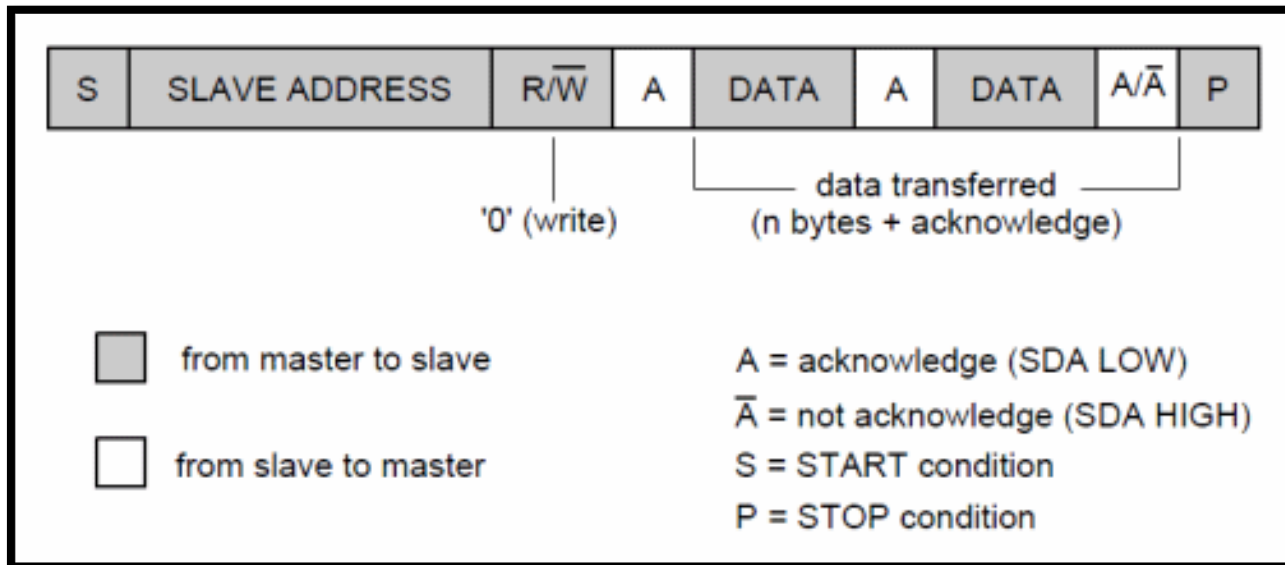 S SLAVE ADDRESS R/W̅ A DATA A DATA A/A̅ P
data transferred
'0' (write) (n bytes + acknowledge)
from master to slave
from slave to master
A = acknowledge (SDA LOW)
A̅ = not acknowledge (SDA HIGH)
S = START condition
P = STOP condition